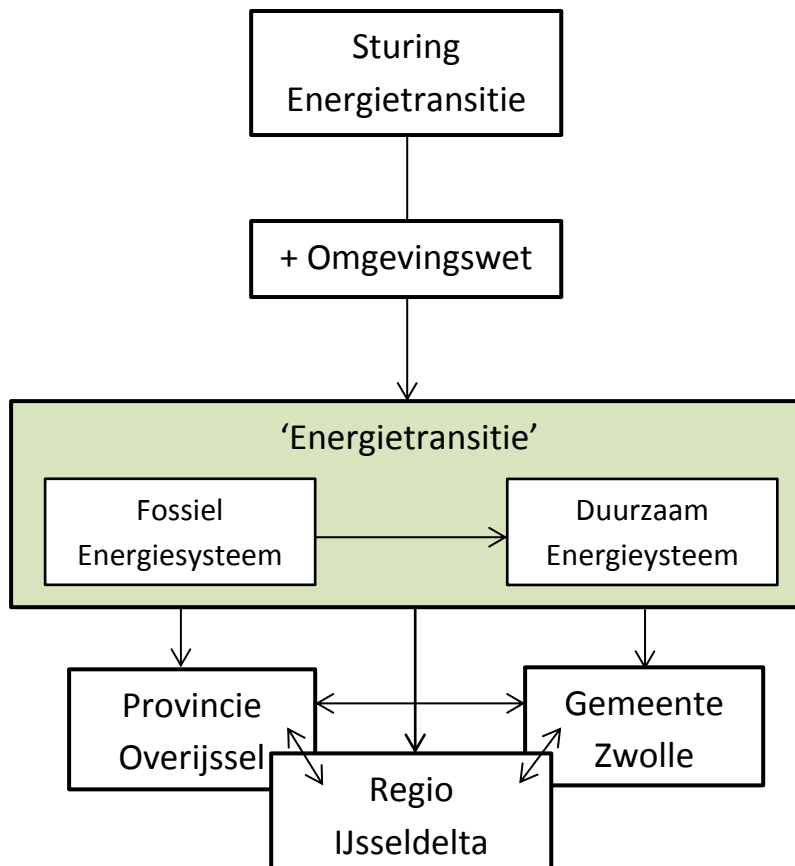 Sturing
Energietransitie
+ Omgevingswet
‘Energietransitie’
Fossiel
Energiesysteem
Duurzaam
Energieysteem
Provincie
Overijssel
Gemeente
Zwolle
Regio
IJsseldelta